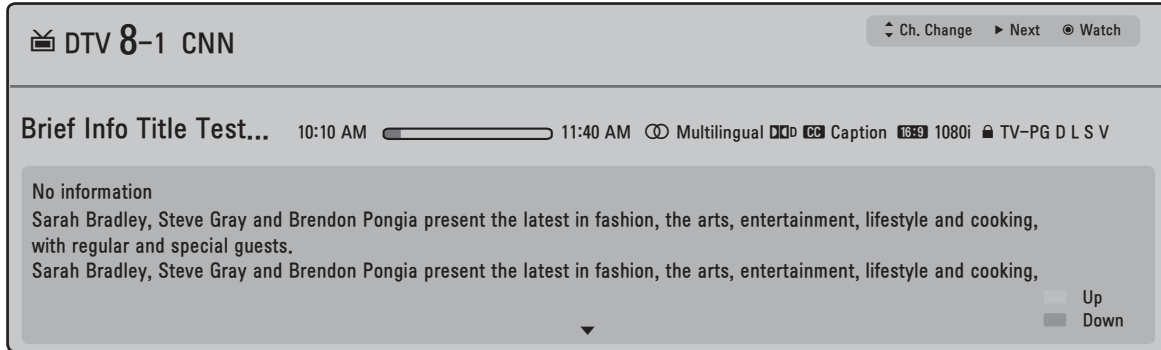 DTV 8-1 CNN
Ch. Change Next Watch
Brief Info Title Test... 10:10 AM 11:40 AM Multilingual DD D CC Caption 16:9 1080i TV-PG D L S V
No information
Sarah Bradley, Steve Gray and Brendon Pongia present the latest in fashion, the arts, entertainment, lifestyle and cooking,
with regular and special guests.
Sarah Bradley, Steve Gray and Brendon Pongia present the latest in fashion, the arts, entertainment, lifestyle and cooking,
Up
Down